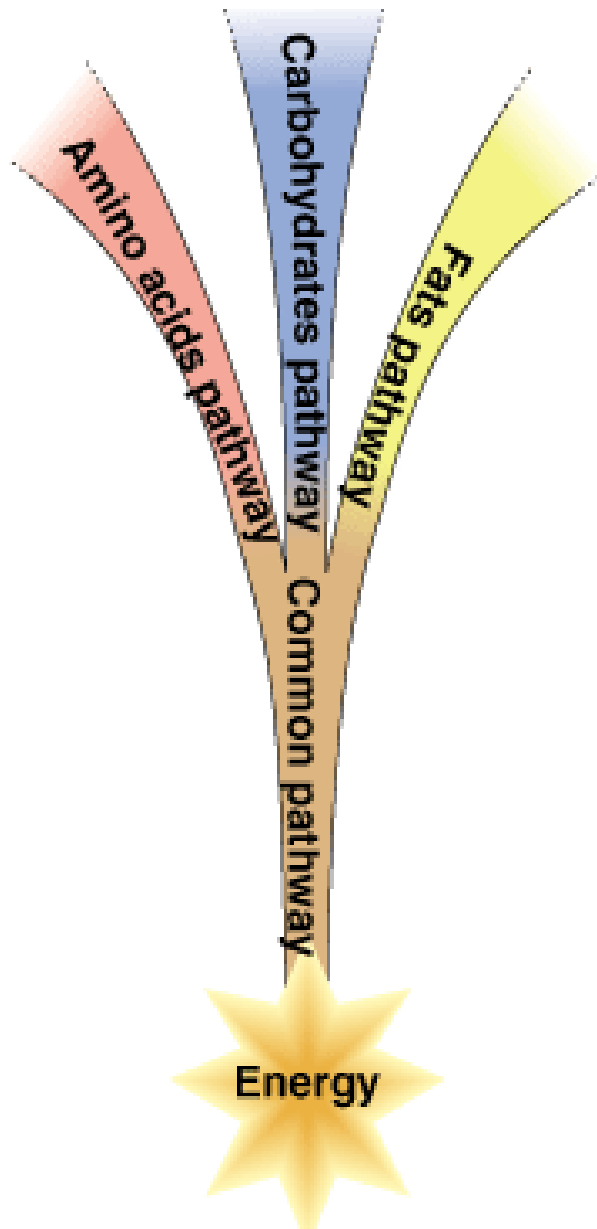 Amino acids pathway
Carbohydrates pathway
Fats pathway
Common pathway
Energy